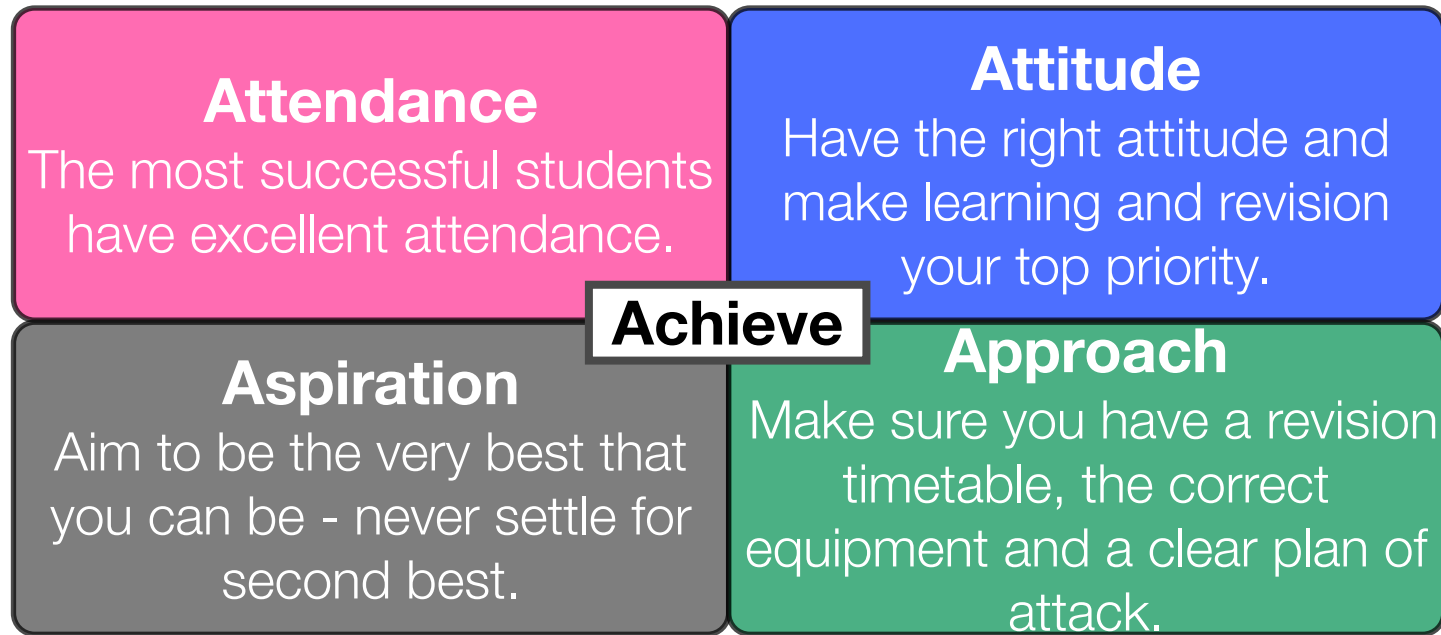 Attendance
The most successful students
have excellent attendance.
Attitude
Have the right attitude and
make learning and revision
your top priority.
Achieve
Aspiration
Aim to be the very best that
you can be - never settle for
second best.
Approach
Make sure you have a revision
timetable, the correct
equipment and a clear plan of
attack.